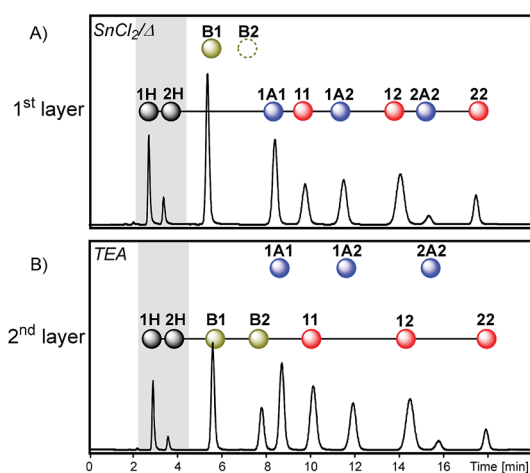 A) SnCl2/Δ B1 B2
1H 2H 1A1 11 1A2 12 2A2 22
1st layer
B) TEA 1A1 1A2 2A2
1H 2H B1 B2 11 12 22
2nd layer
0 2 4 6 8 10 12 14 16 18 Time [min]